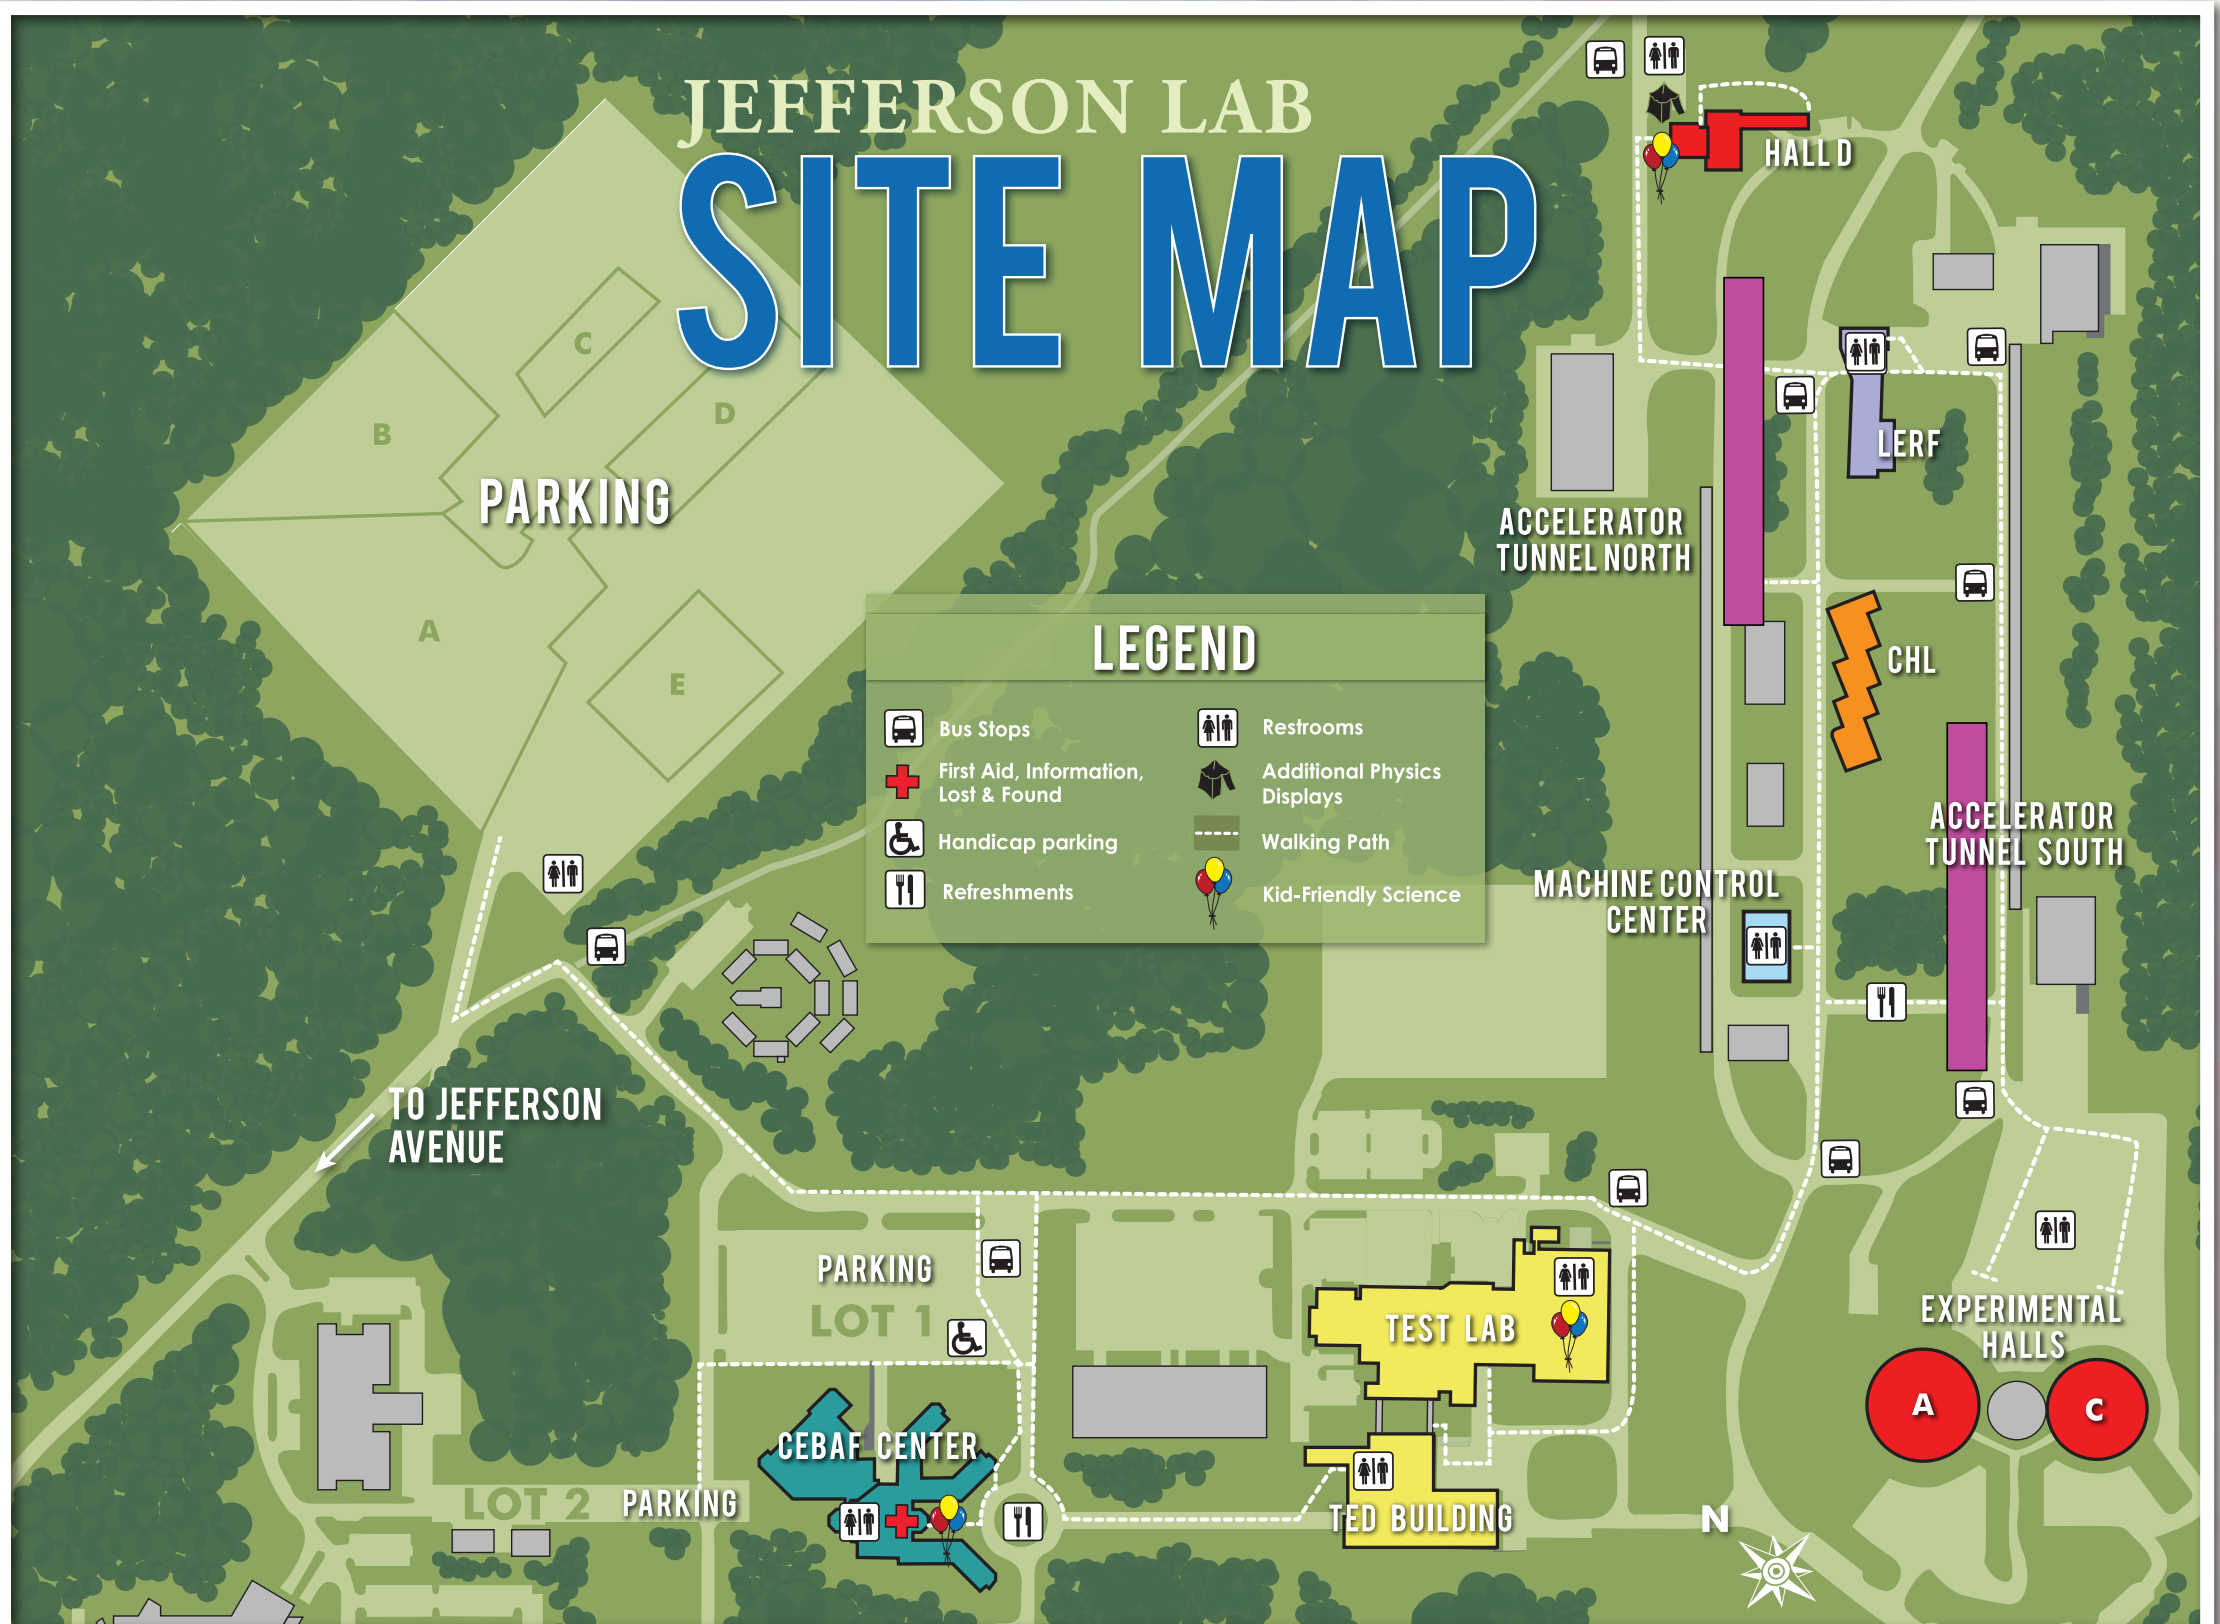 JEFFERSON LAB
SITE MAP
HALL D
C
B
D
PARKING
A
E
LERF
ACCELERATOR
TUNNEL NORTH
CHL
LEGEND
Bus Stops
Restrooms
First Aid, Information,
Lost & Found
Additional Physics
Displays
Handicap parking
Walking Path
Refreshments
Kid-Friendly Science
ACCELERATOR
TUNNEL SOUTH
MACHINE CONTROL
CENTER
TO JEFFERSON
AVENUE
PARKING
LOT 1
TEST LAB
EXPERIMENTAL
HALLS
A
C
CEBAF CENTER
LOT 2
PARKING
TED BUILDING
N